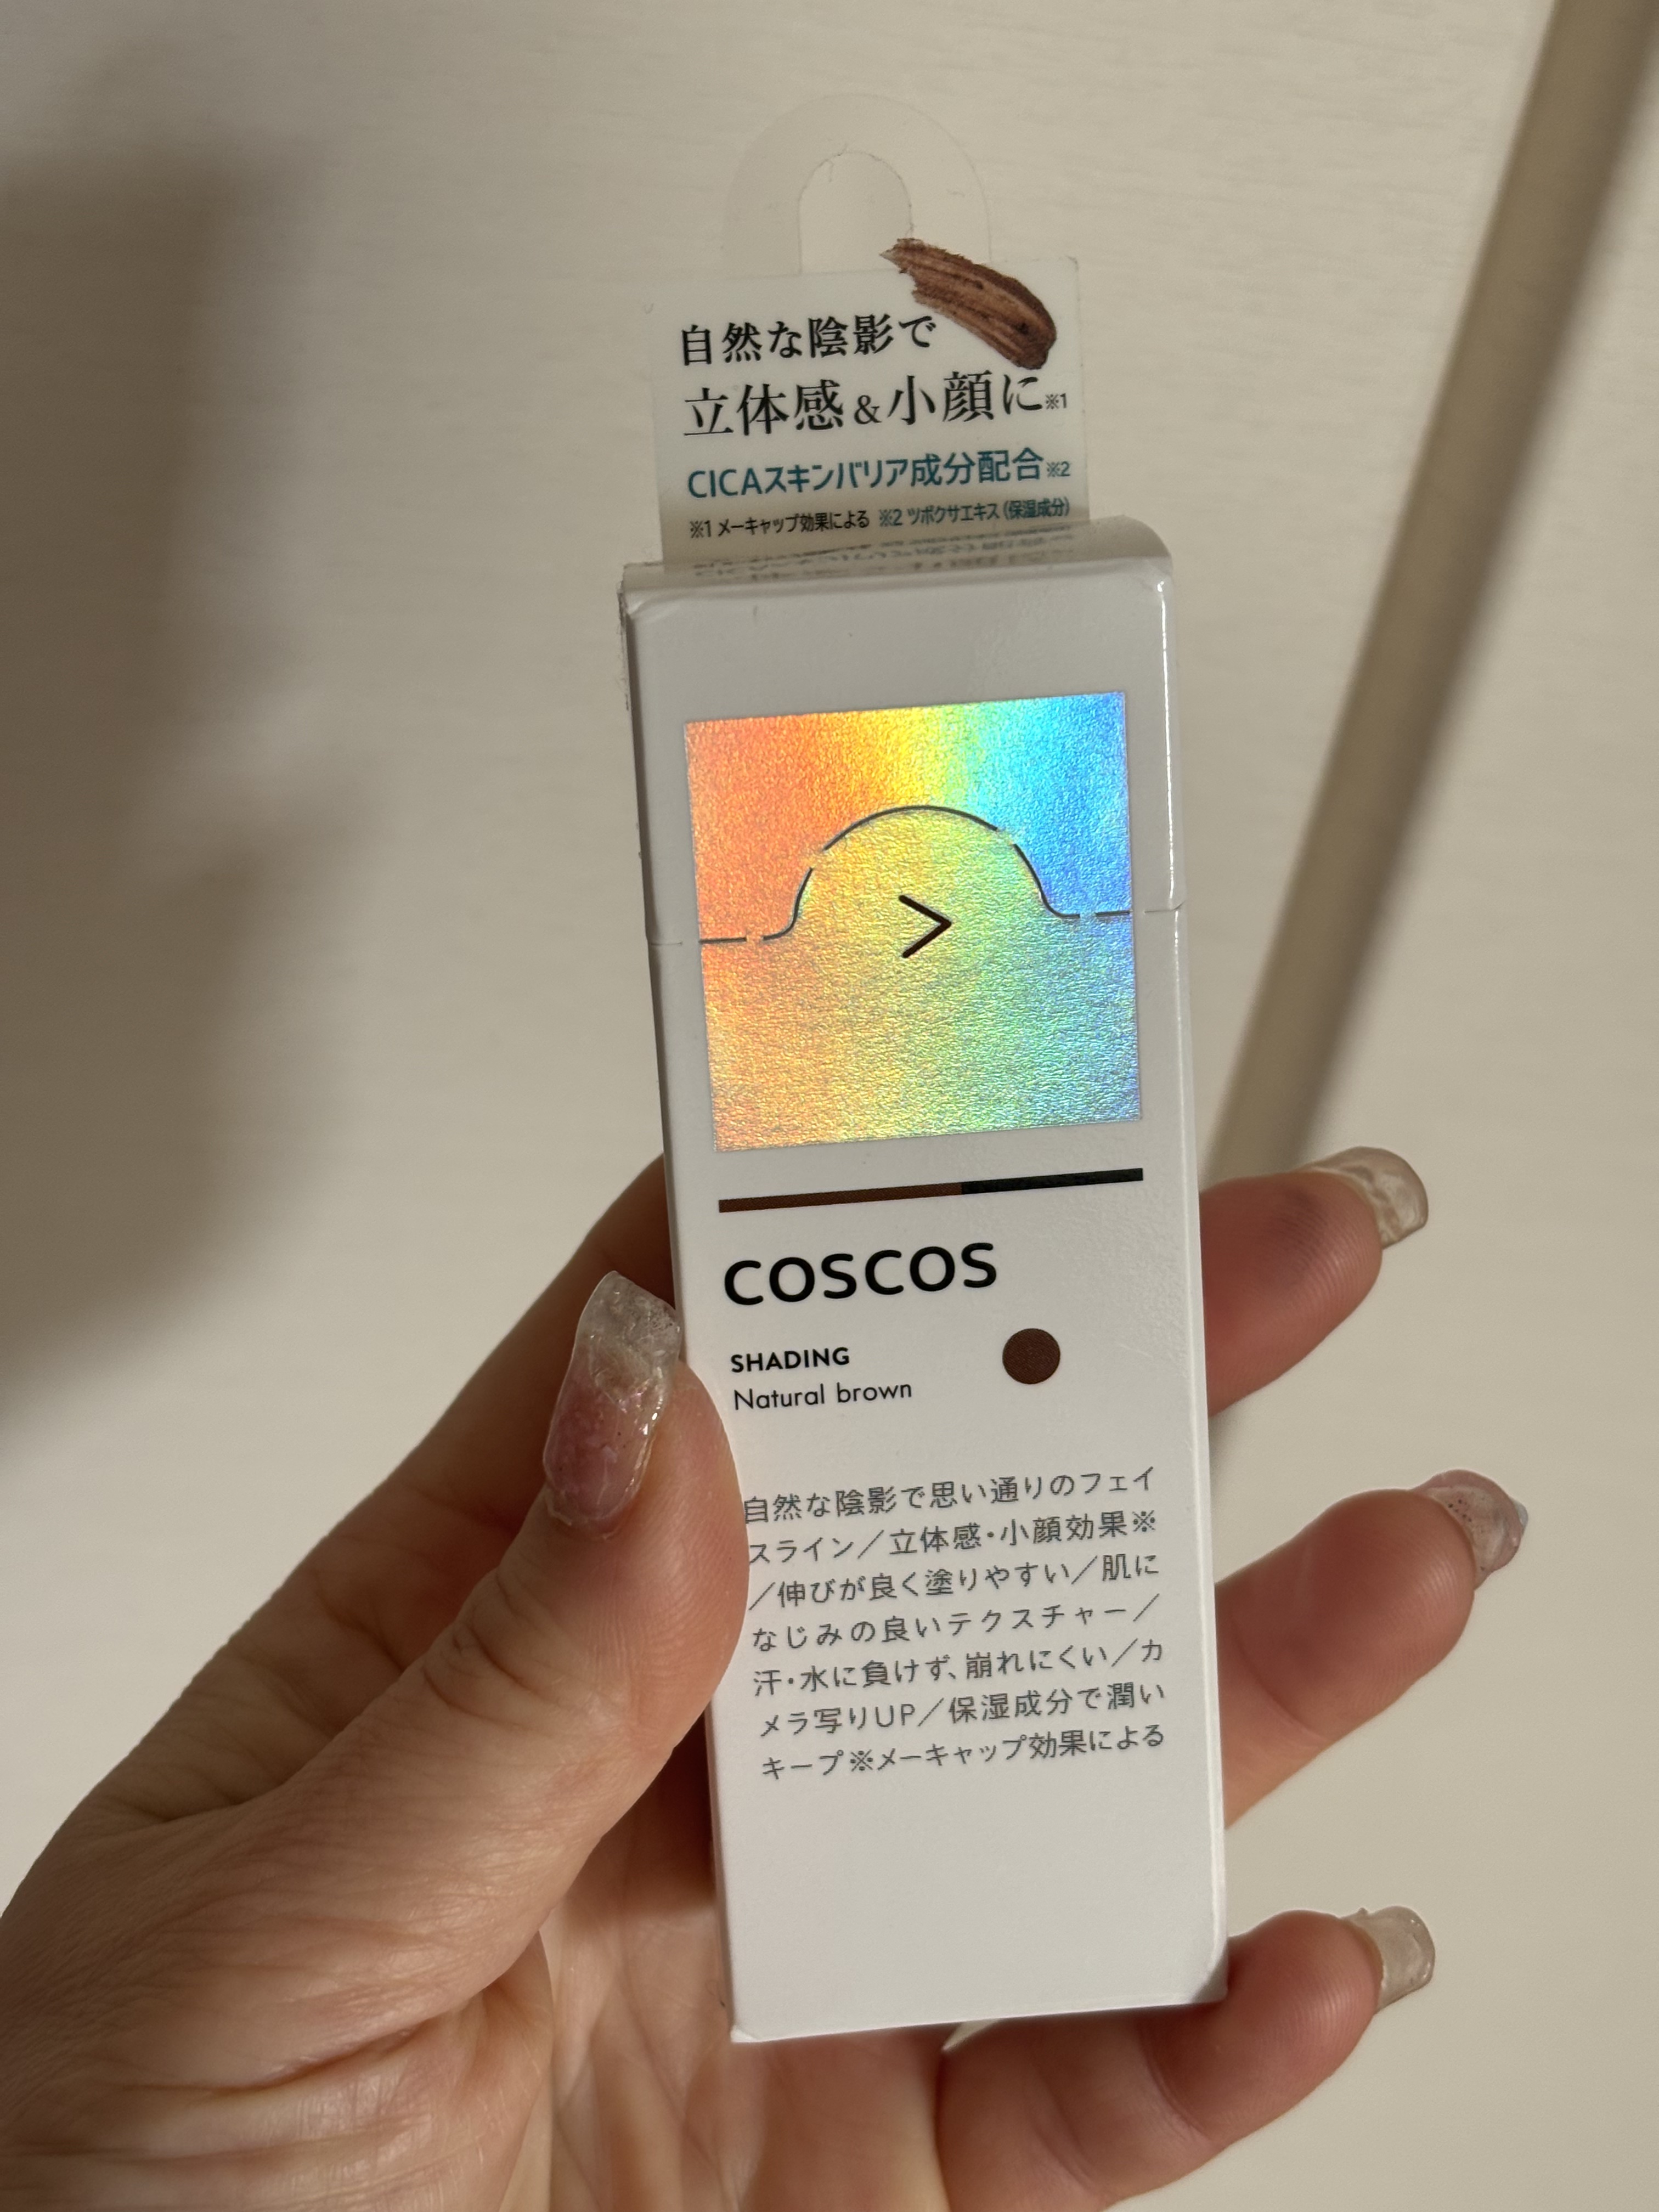 自然な陰影で
立体感&小顔に※1
CICAスキンバリア成分配合※2
※1 メーキャップ効果による ※2 ツボクサエキス(保湿成分)
>
COSCOS
SHADING
Natural brown
自然な陰影で思い通りのフェイ
スライン/立体感・小顔効果※
/伸びが良く塗りやすい/肌に
なじみの良いテクスチャー/
汗・水に負けず、崩れにくい/カ
メラ写りUP/保湿成分で潤い
キープ※メーキャップ効果による